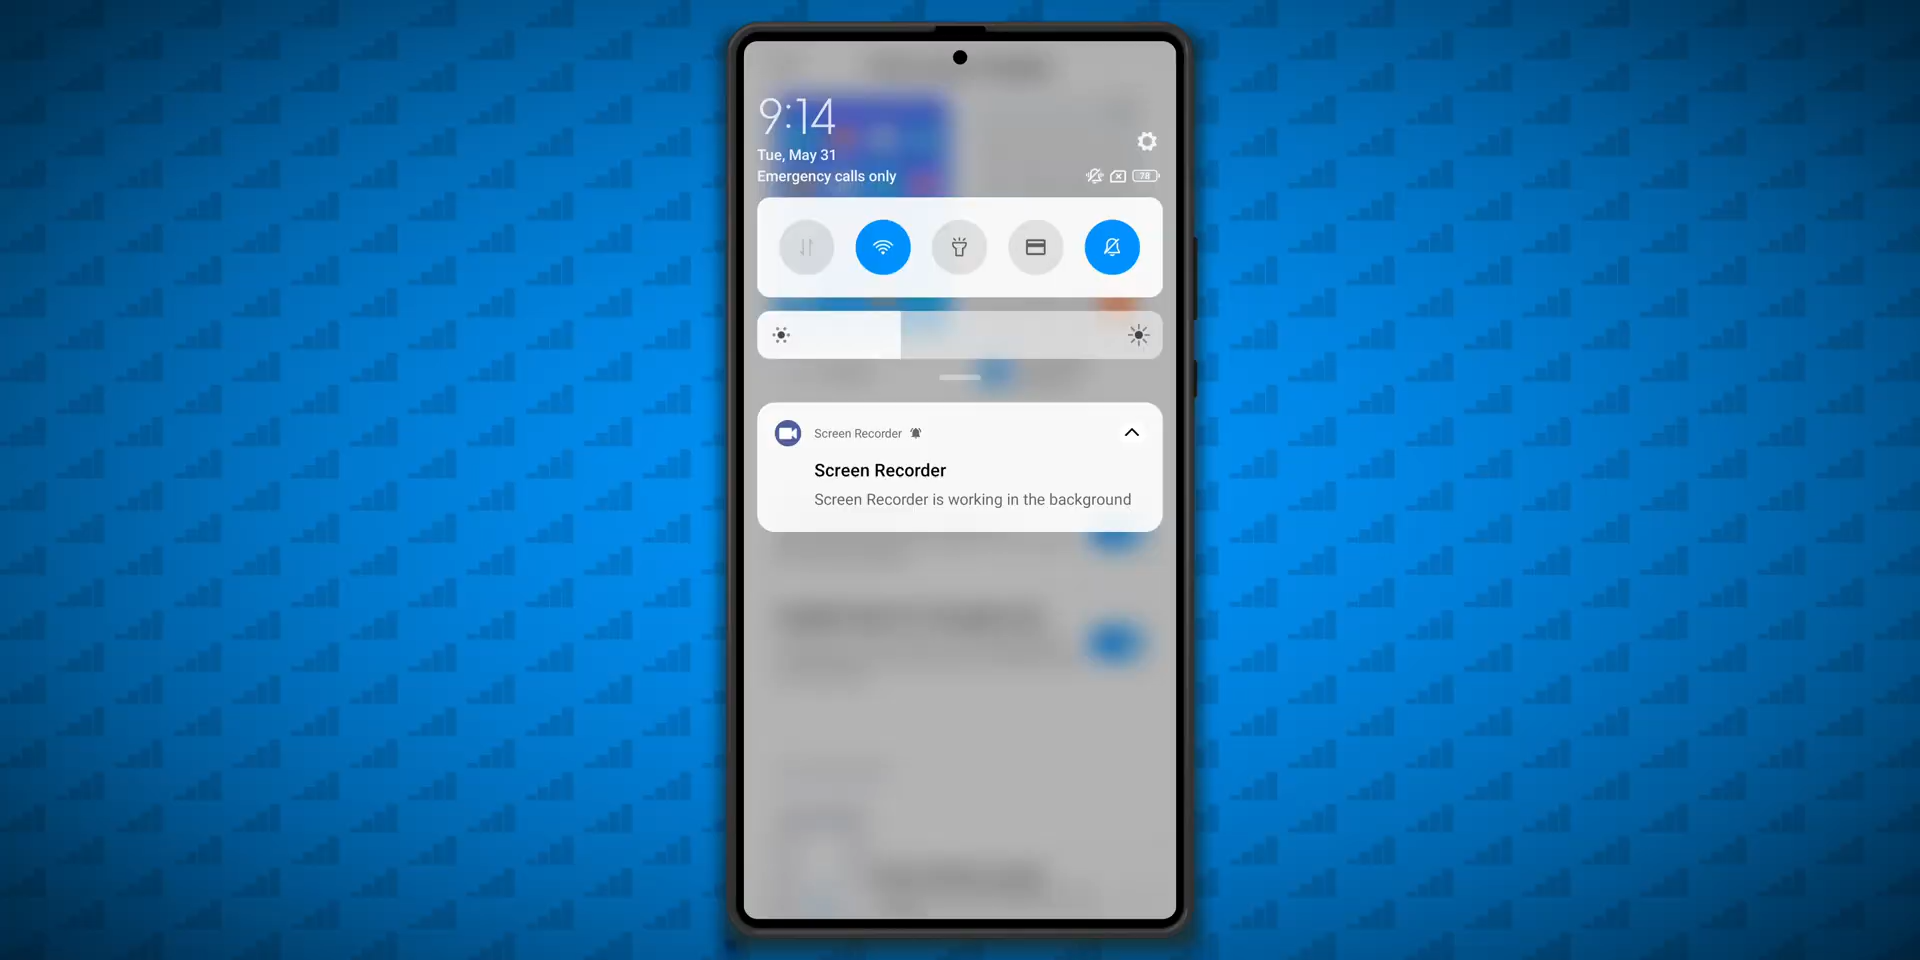 9:14
Tue, May 31
Emergency calls only
78
Screen Recorder
Screen Recorder
Screen Recorder is working in the background